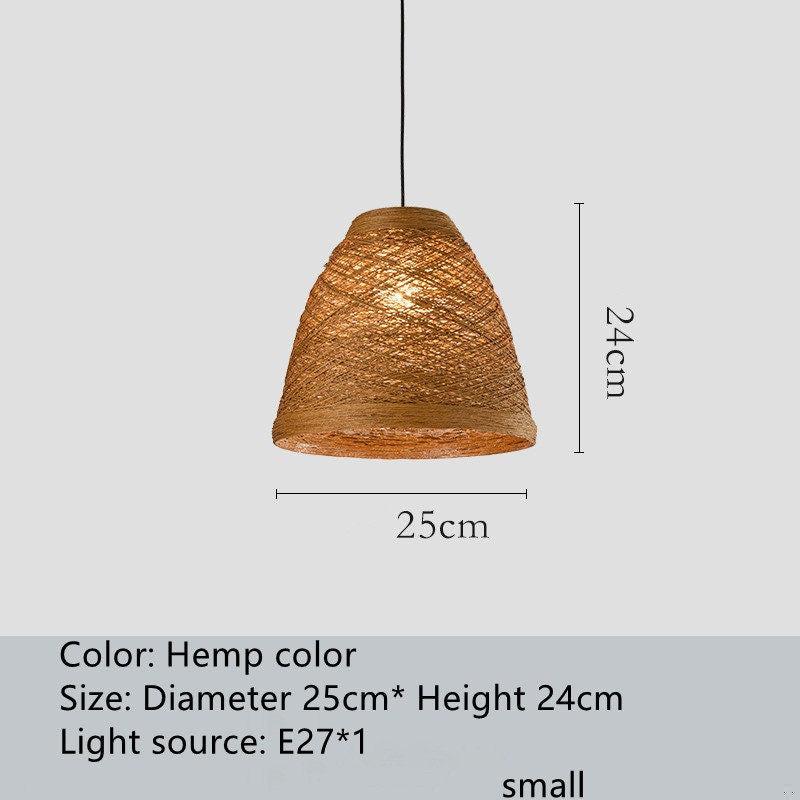 24cm
25cm
Color: Hemp color
Size: Diameter 25cm* Height 24cm
Light source: E27*1
small